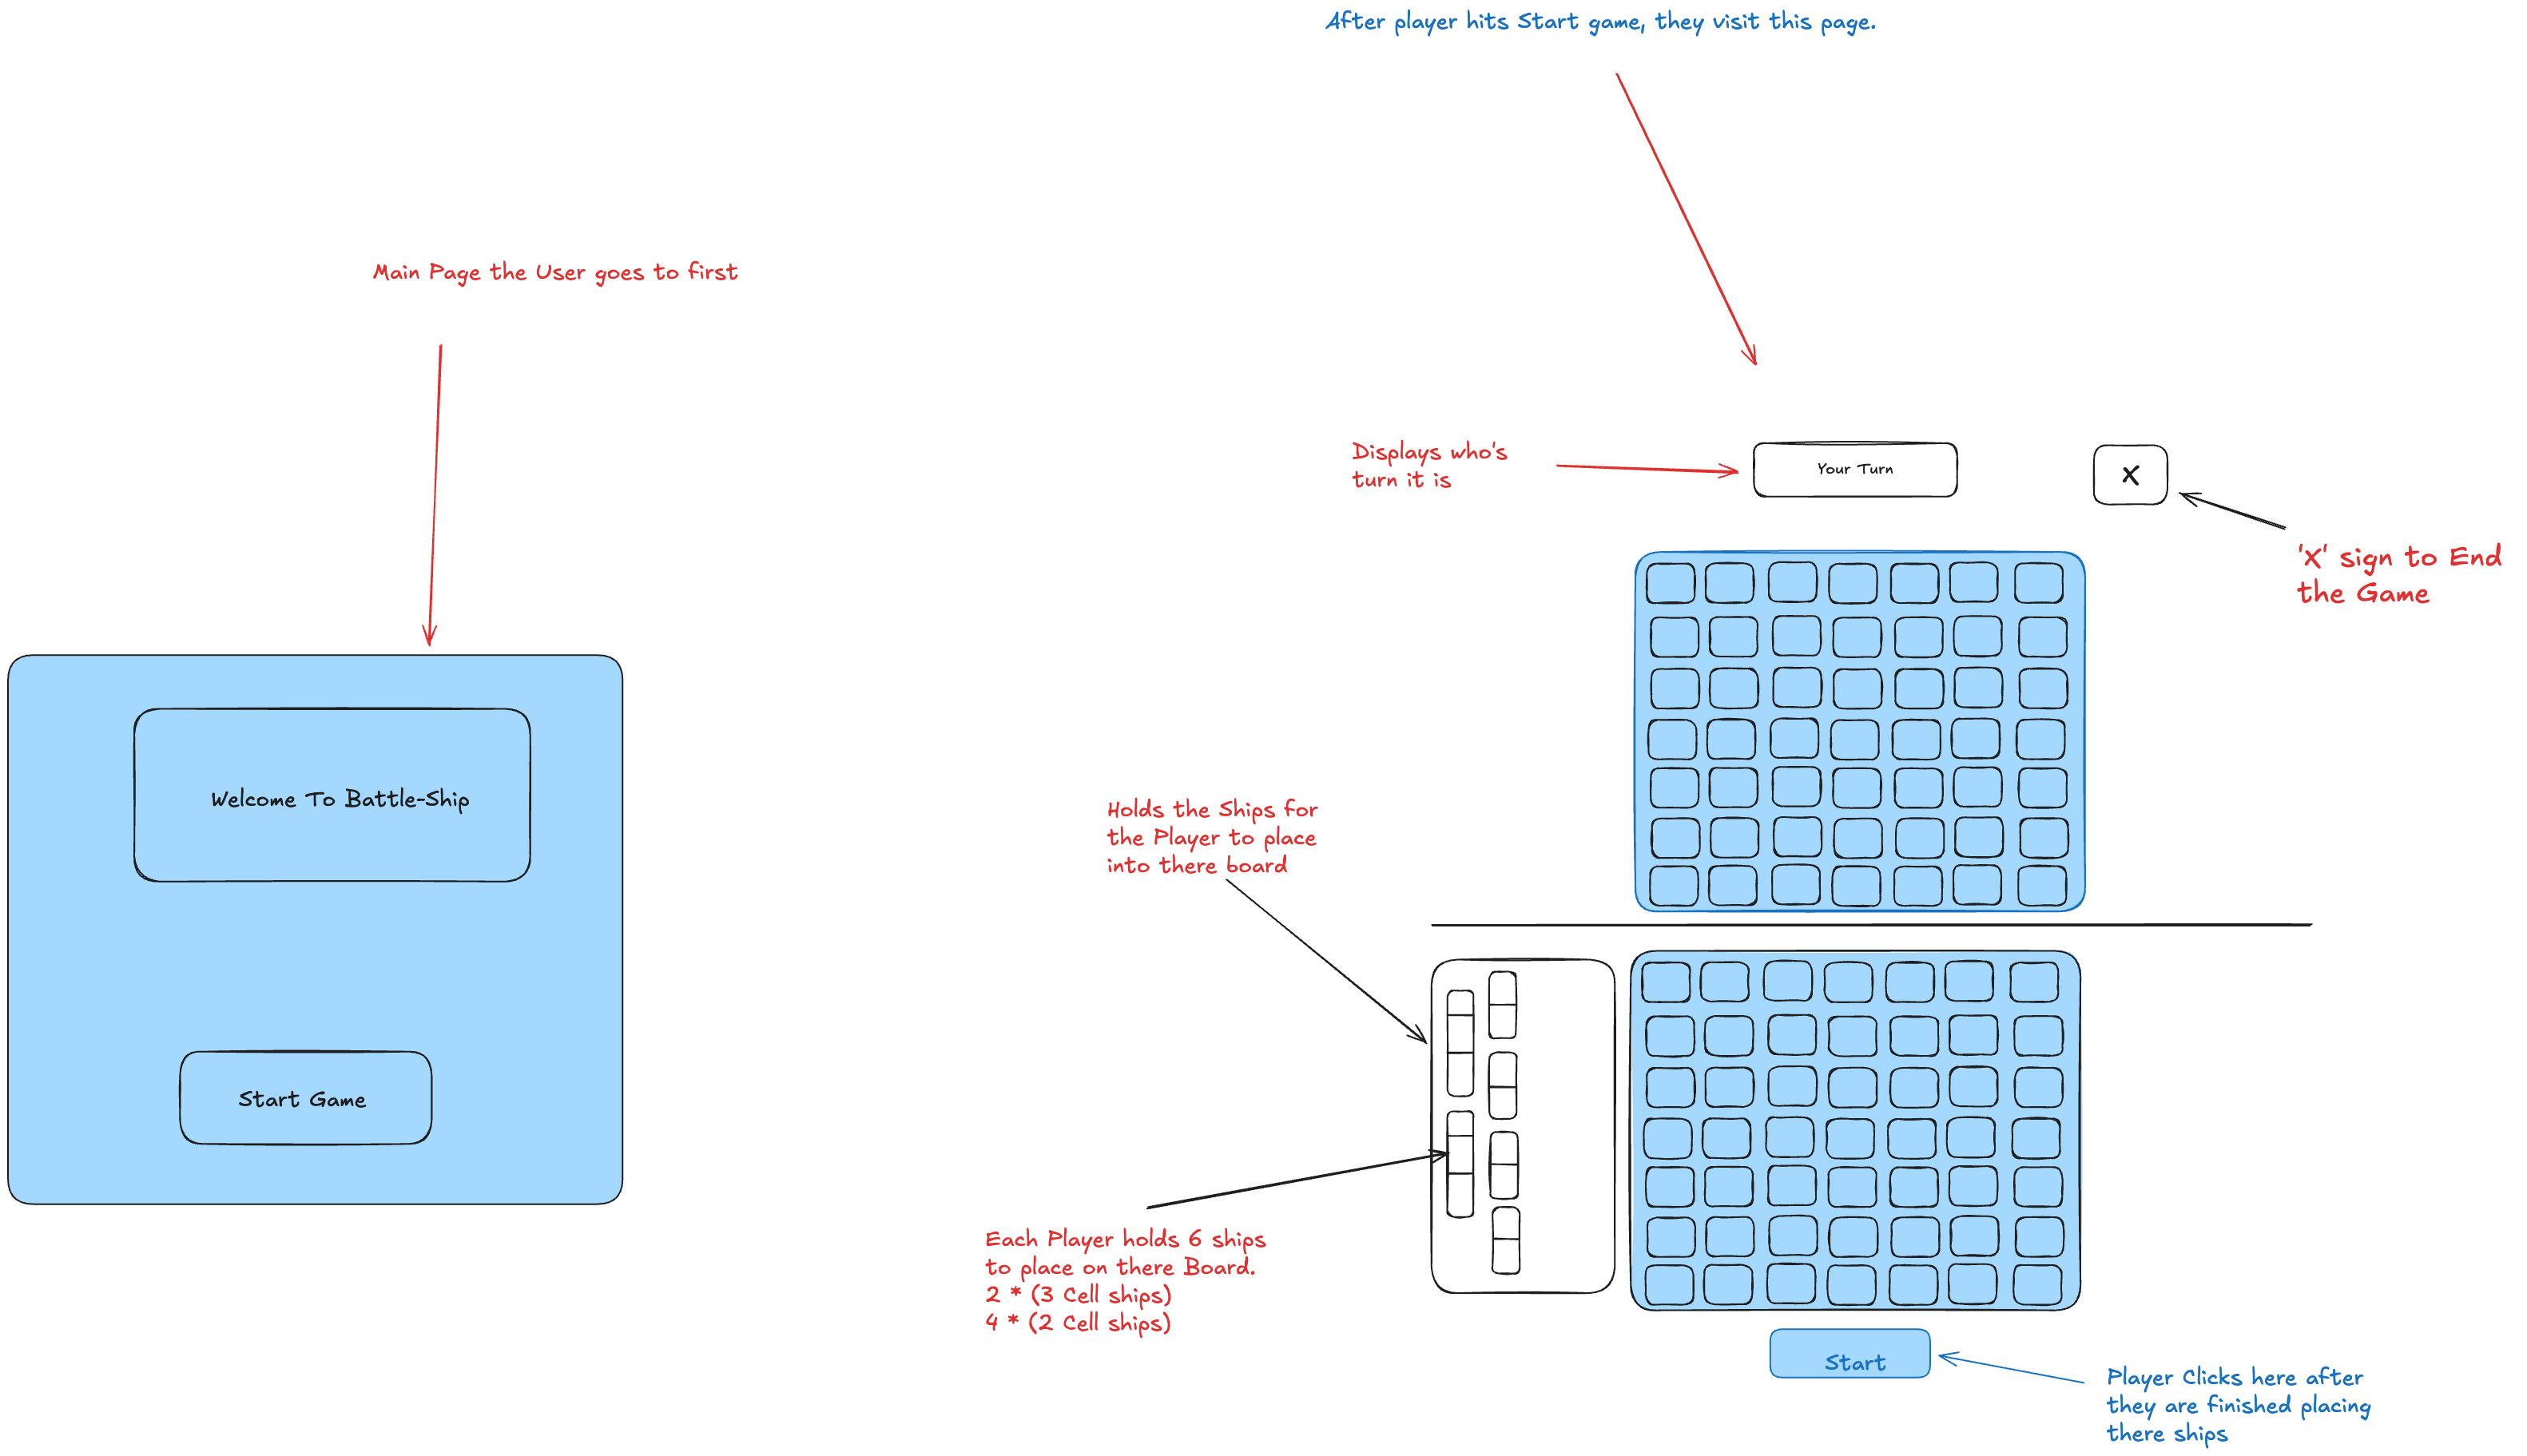 After player hits Start game, they visit this page.
Main Page the User goes to first
Displays who's
turn it is
Your Turn
X
'X' sign to End
the Game
Welcome To Battle-Ship
Holds the Ships for
the Player to place
into there board
Start Game
Each Player holds 6 ships
to place on there Board.
2 * (3 Cell ships)
4 * (2 Cell ships)
Start
Player Clicks here after
they are finished placing
there ships